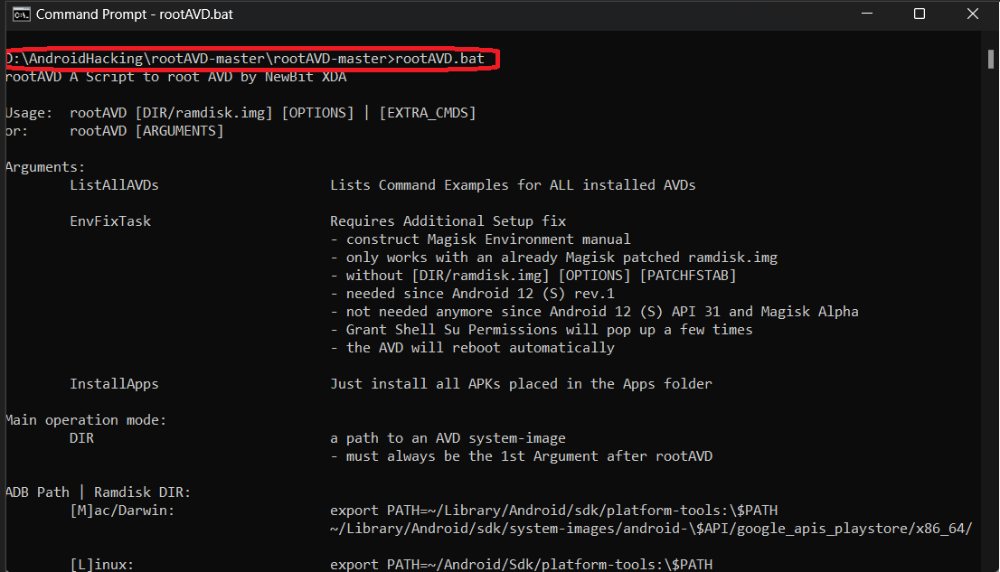 Command Prompt - rootAVD.bat
D:\AndroidHacking\rootAVD-master\rootAVD-master>rootAVD.bat
rootAVD A Script to root AVD by NewBit XDA
Usage: rootAVD [DIR/ramdisk.img] [OPTIONS] | [EXTRA_CMDS]
or: rootAVD [ARGUMENTS]
Arguments:
ListAllAVDs Lists Command Examples for ALL installed AVDs
EnvFixTask Requires Additional Setup fix
- construct Magisk Environment manual
- only works with an already Magisk patched ramdisk.img
- without [DIR/ramdisk.img] [OPTIONS] [PATCHFSTAB]
- needed since Android 12 (S) rev.1
- not needed anymore since Android 12 (S) API 31 and Magisk Alpha
- Grant Shell Su Permissions will pop up a few times
- the AVD will reboot automatically
InstallApps Just install all APKs placed in the Apps folder
Main operation mode:
DIR a path to an AVD system-image
- must always be the 1st Argument after rootAVD
ADB Path | Ramdisk DIR:
[M]ac/Darwin: export PATH=~/Library/Android/sdk/platform-tools:\$PATH
~/Library/Android/sdk/system-images/android-\$API/google_apis_playstore/x86_64/
[L]inux: export PATH=~/Android/Sdk/platform-tools:\$PATH